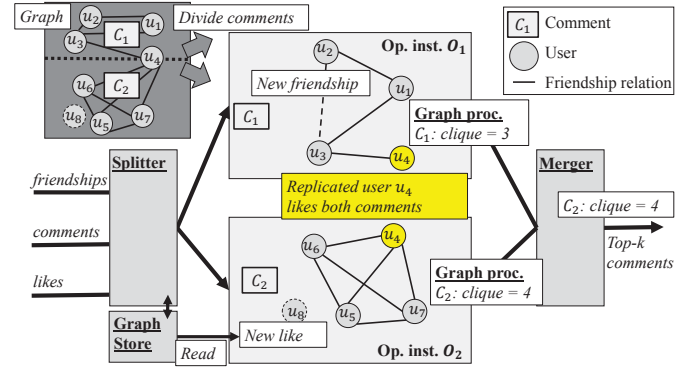 Graph
Divide comments
u₂
u₁
C₁
u₃
u₄
u₆
C₂
u₈
u₅
u₇
Op. inst. O₁
u₂
New friendship
u₁
C₁
u₃
u₄
Graph proc.
C₁: clique = 3
C₁ Comment
User
Friendship relation
Splitter
friendships
comments
likes
Graph
Store
Read
Replicated user u₄
likes both comments
u₄
u₆
C₂
u₈
u₅
u₇
New like
Op. inst. O₂
Graph proc.
C₂: clique = 4
Merger
C₂: clique = 4
Top-k
comments